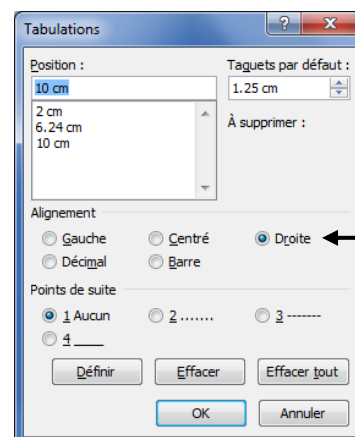 Tabulations
Position : Taquets par défaut :
10 cm 1.25 cm
2 cm
6.24 cm
10 cm
À supprimer :
Alignement
Gauche Centré Droite
Décimal Barre
Points de suite
1 Aucun 2 ....... 3 -------
4 ____
Définir Effacer Effacer tout
OK Annuler